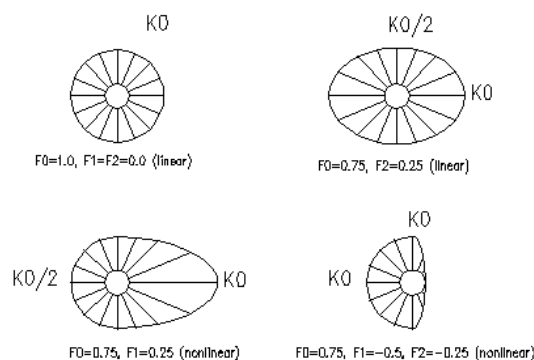 K0
K0/2
K0
F0=1.0, F1=F2=0.0 (linear)
F0=0.75, F2=0.25 (linear)
K0/2
K0
K0
K0
F0=0.75, F1=0.25 (nonlinear)
F0=0.75, F1=-0.5, F2=-0.25 (nonlinear)